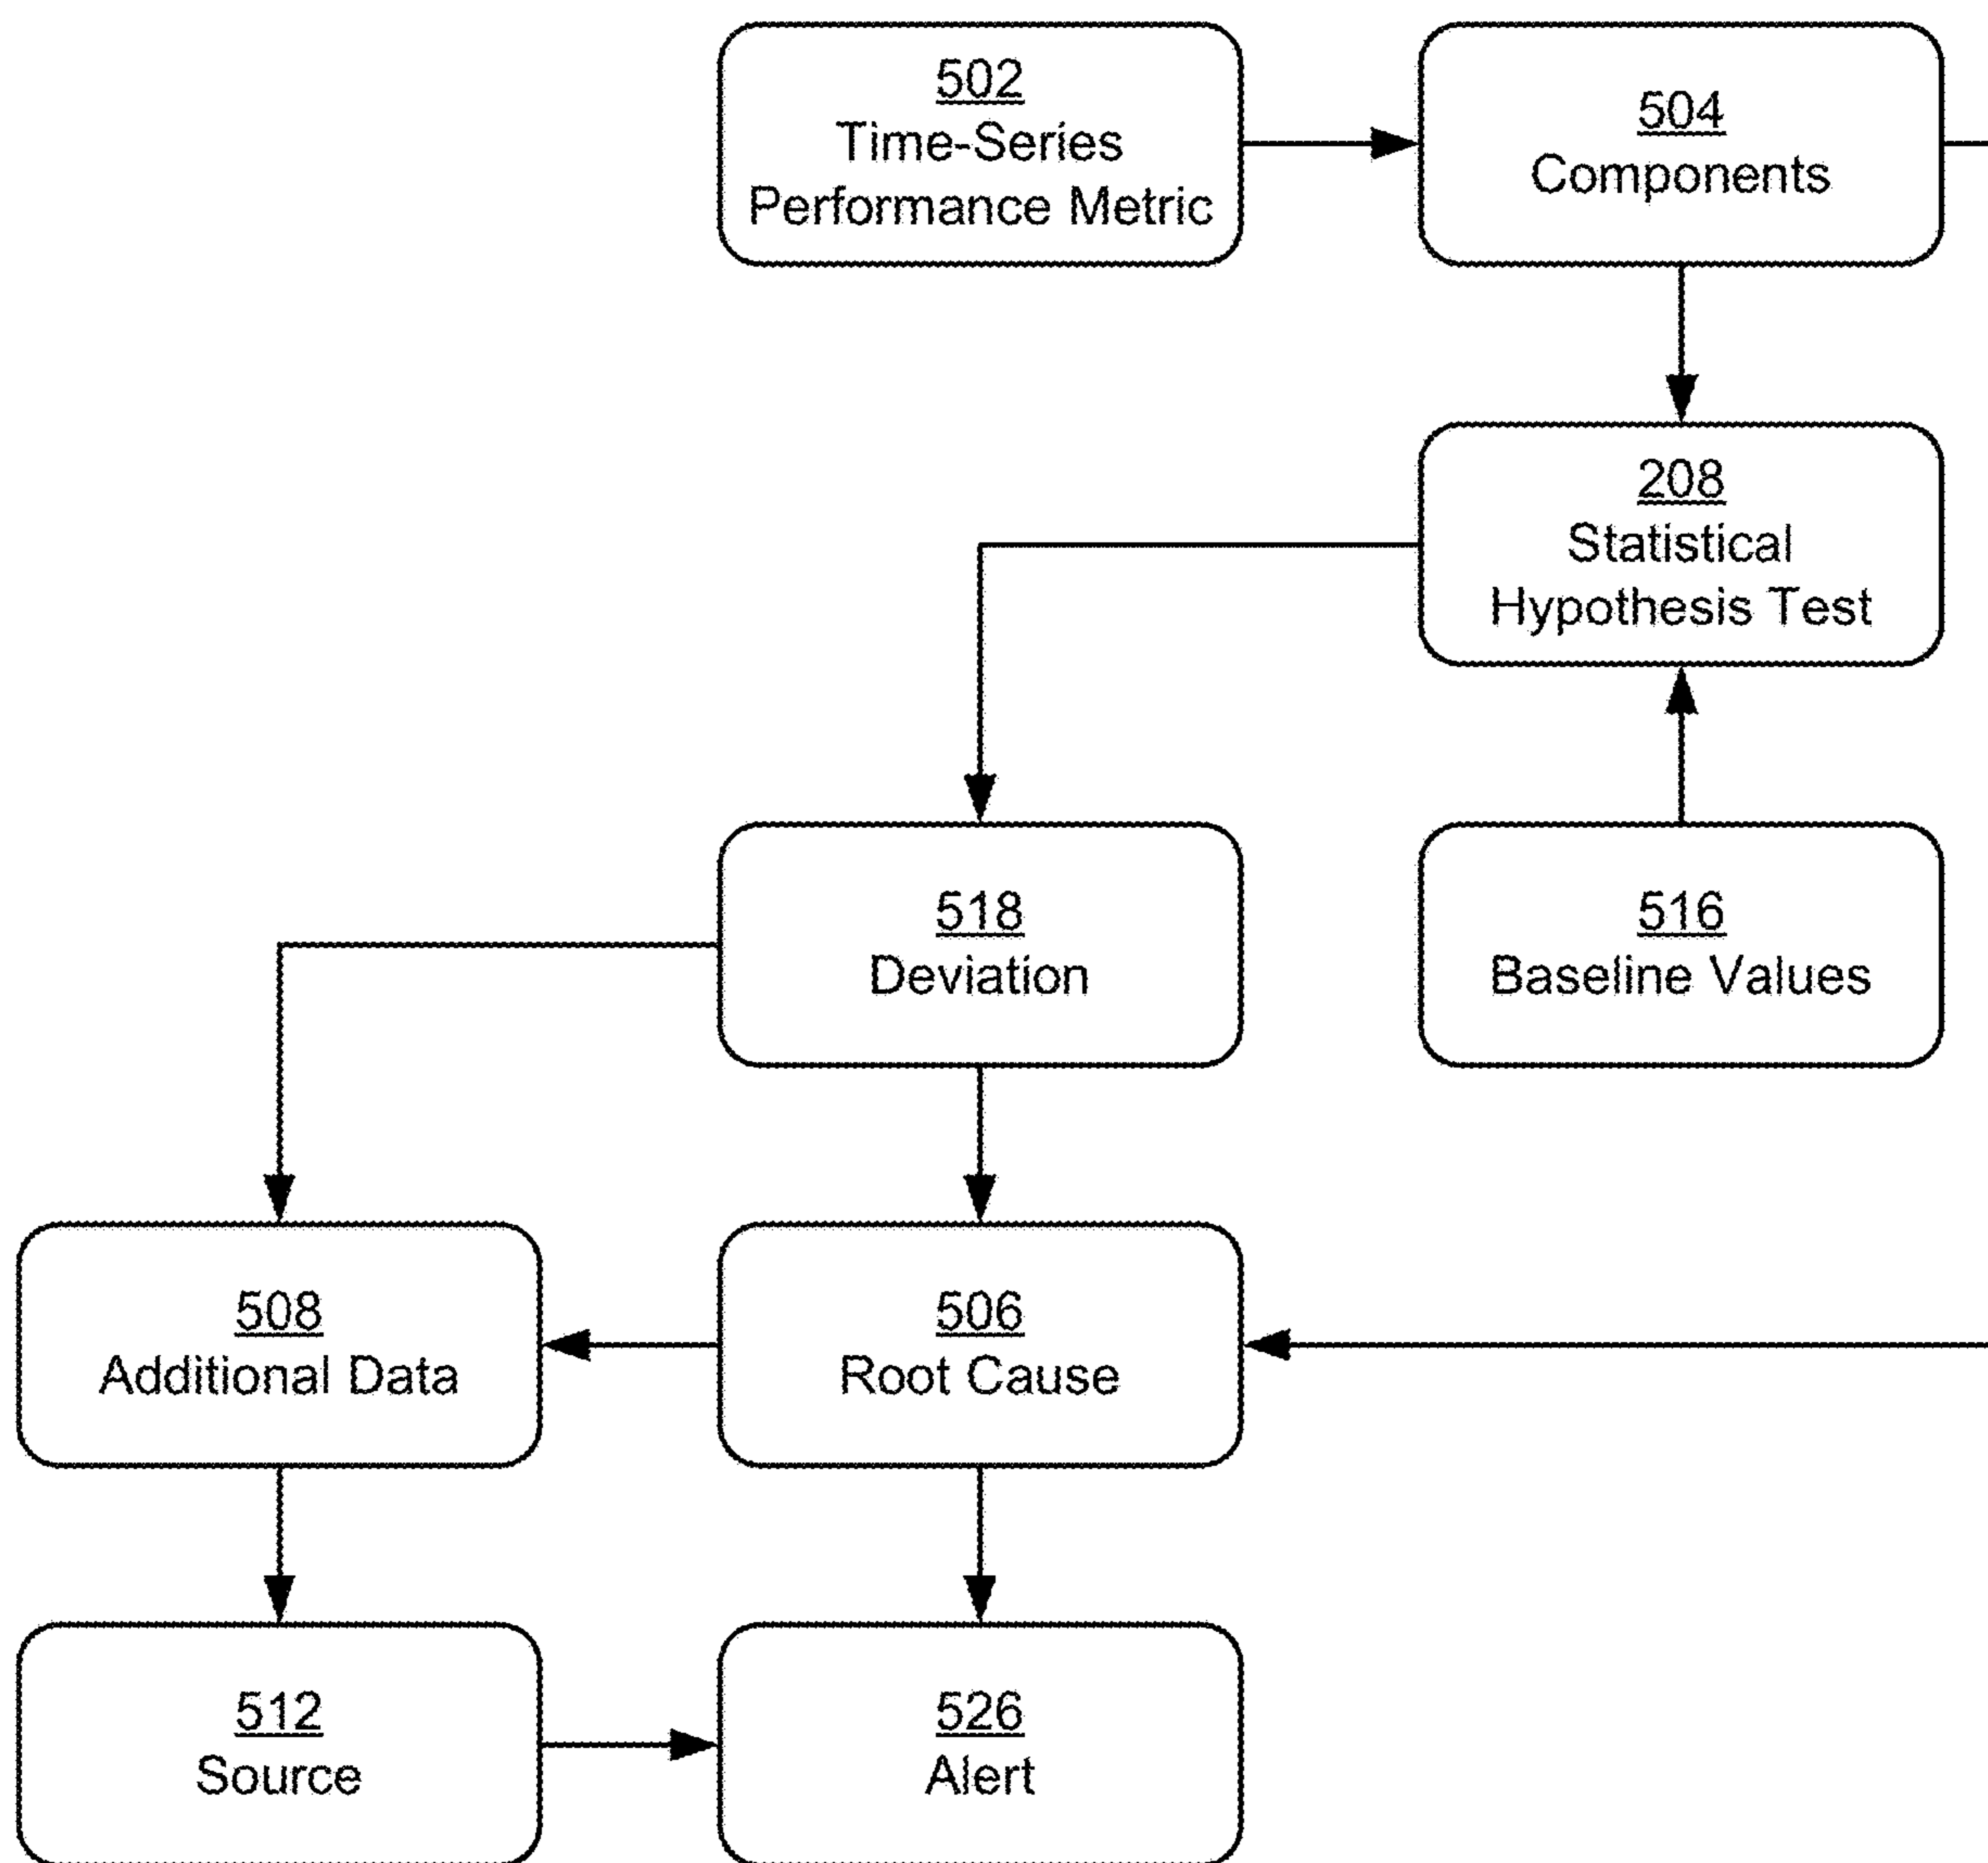 502
Time-Series
Performance Metric
504
Components
208
Statistical
Hypothesis Test
518
Deviation
516
Baseline Values
508
Additional Data
506
Root Cause
512
Source
526
Alert